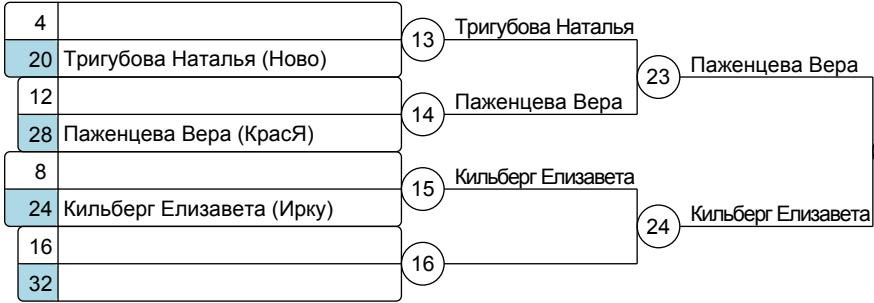 4
20 Тригубова Наталья (Ново)
13
Тригубова Наталья
12
28 Паженцева Вера (КрасЯ)
14
Паженцева Вера
23
Паженцева Вера
8
24 Кильберг Елизавета (Ирку)
15
Кильберг Елизавета
16
32
16
24
Кильберг Елизавета